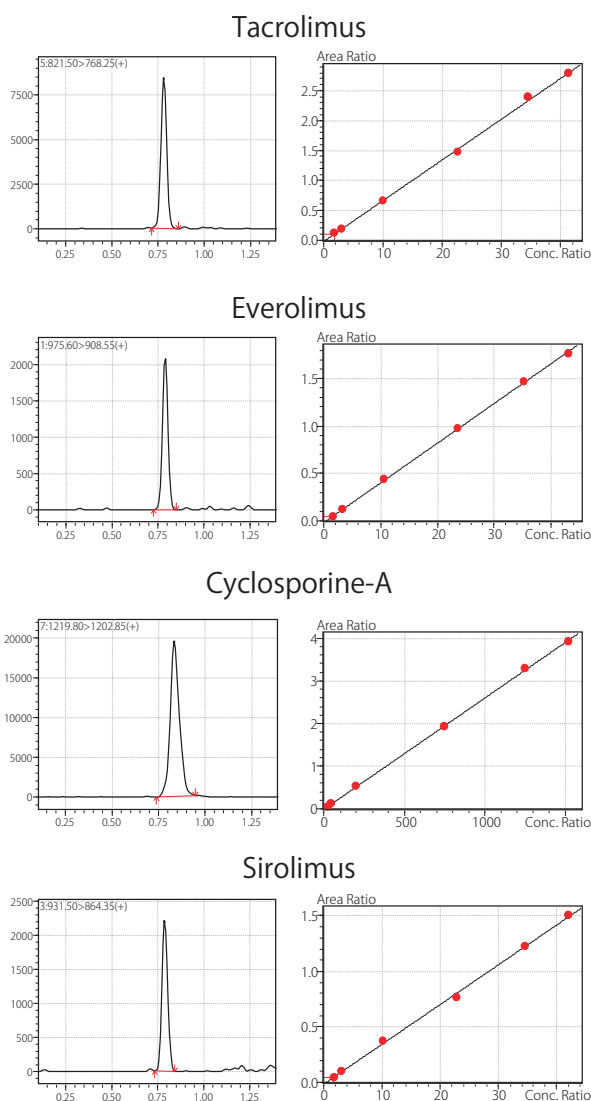 Tacrolimus
5:821.50>768.25(+)
7500
5000
2500
0
0.25 0.50 0.75 1.00 1.25
Area Ratio
2.5
2.0
1.5
1.0
0.5
0.0
0 10 20 30 Conc. Ratio
Everolimus
1:975.60>908.55(+)
2000
1500
1000
500
0
0.25 0.50 0.75 1.00 1.25
Area Ratio
1.5
1.0
0.5
0.0
0 10 20 30 Conc. Ratio
Cyclosporine-A
7:1219.80>1202.85(+)
20000
15000
10000
5000
0
0.25 0.50 0.75 1.00 1.25
Area Ratio
4
3
2
1
0
0 500 1000 Conc. Ratio
Sirolimus
3:931.50>864.35(+)
2500
2000
1500
1000
500
0
0.25 0.50 0.75 1.00 1.25
Area Ratio
1.5
1.0
0.5
0.0
0 10 20 30 Conc. Ratio